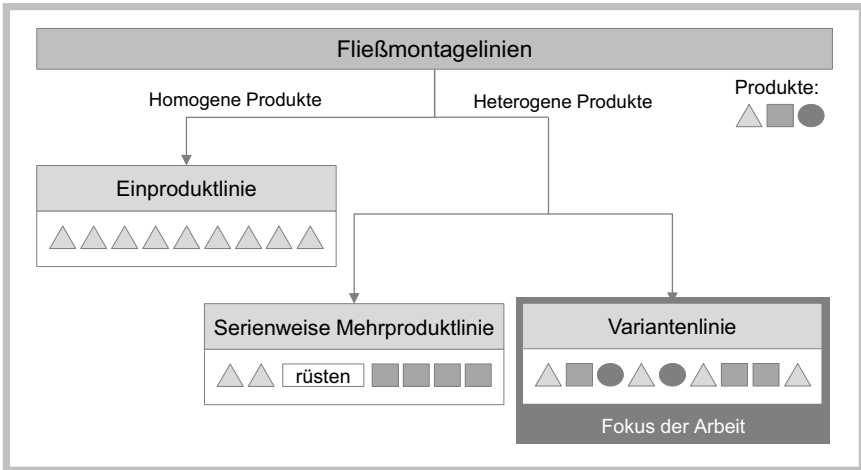 Fließmontagelinien
Homogene Produkte
Heterogene Produkte
Produkte:
Einproduktlinie
Serienweise Mehrproduktlinie
rüsten
Variantenlinie
Fokus der Arbeit